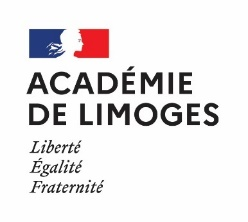 ACADÉMIE
DE LIMOGES
Liberté
Égalité
Fraternité